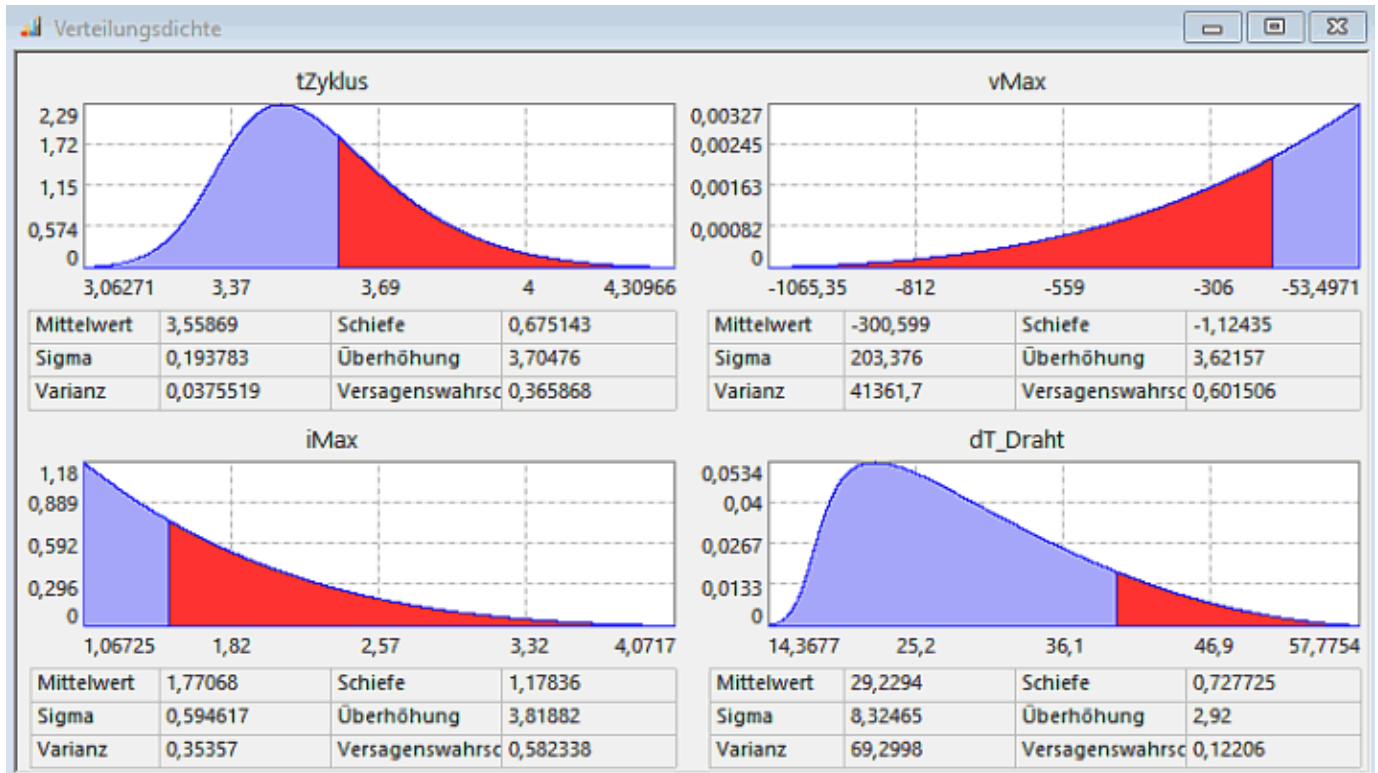 Verteilungsdichte
tZyklus
2,29
1,72
1,15
0,574
0
3,06271 3,37 3,69 4 4,30966
Mittelwert 3,55869 Schiefe 0,675143
Sigma 0,193783 Überhöhung 3,70476
Varianz 0,0375519 Versagenswahrsc 0,365868
vMax
0,00327
0,00245
0,00163
0,00082
0
-1065,35 -812 -559 -306 -53,4971
Mittelwert -300,599 Schiefe -1,12435
Sigma 203,376 Überhöhung 3,62157
Varianz 41361,7 Versagenswahrsc 0,601506
iMax
1,18
0,889
0,592
0,296
0
1,06725 1,82 2,57 3,32 4,0717
Mittelwert 1,77068 Schiefe 1,17836
Sigma 0,594617 Überhöhung 3,81882
Varianz 0,35357 Versagenswahrsc 0,582338
dT_Draht
0,0534
0,04
0,0267
0,0133
0
14,3677 25,2 36,1 46,9 57,7754
Mittelwert 29,2294 Schiefe 0,727725
Sigma 8,32465 Überhöhung 2,92
Varianz 69,2998 Versagenswahrsc 0,12206